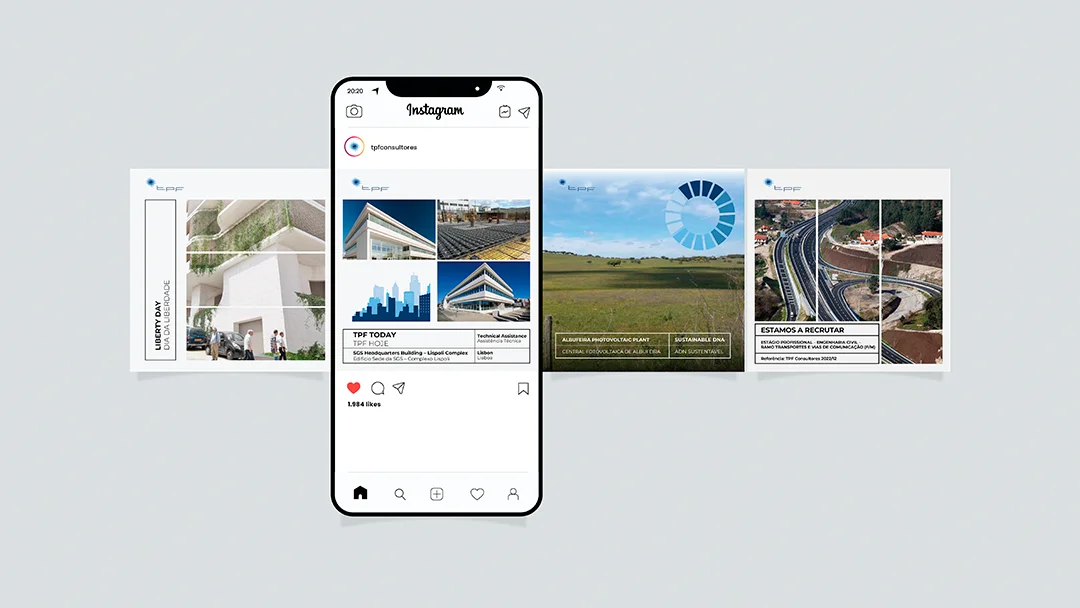 20:20
Instagram
tpfconsultores
tpf
LIBERTY DAY
DIA DA LIBERDADE
tpf
TPF TODAY
TPF HOJE
Technical Assistance
Assistência Técnica
SGS Headquarters Building - Lispolis Complex
Edifício Sede da SGS - Complexo Lispolis
Lisbon
Lisboa
1.984 likes
tpf
ALBUFEIRA PHOTOVOLTAIC PLANT
CENTRAL FOTOVOLTAICA DE ALBUFEIRA
SUSTAINABLE DNA
ADN SUSTENTÁVEL
tpf
ESTAMOS A RECRUTAR
ESTÁGIO PROFISSIONAL - ENGENHARIA CIVIL -
RAMO TRANSPORTES E VIAS DE COMUNICAÇÃO (F/M)
Referência: TPF Consultores 2022/12